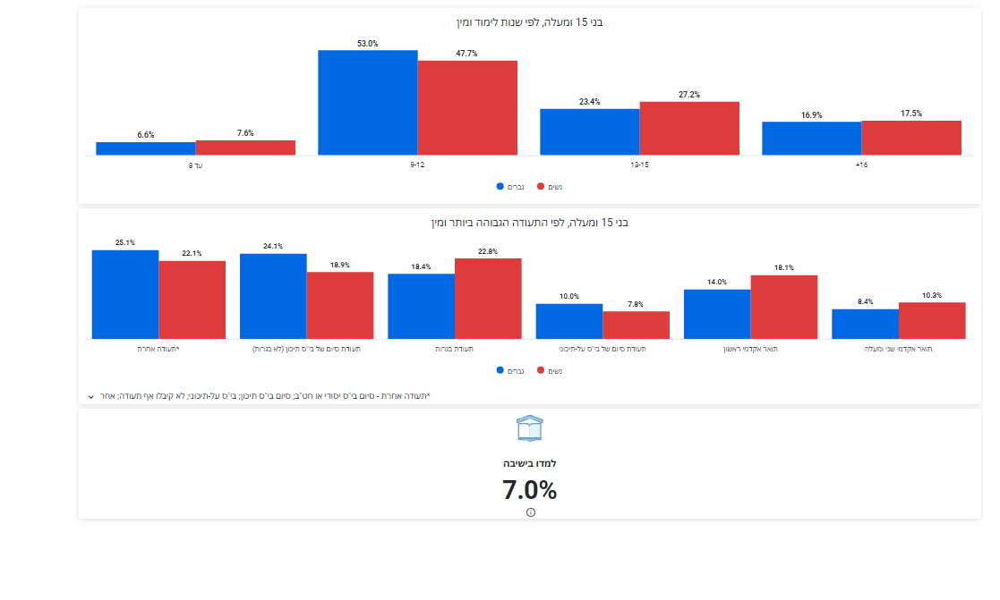 בני 15 ומעלה, לפי שנות לימוד ומין
53.0%
47.7%
27.2%
23.4%
17.5%
16.9%
7.6%
6.6%
עד 8
9-12
13-15
16+
גברים
נשים
בני 15 ומעלה, לפי התעודה הגבוהה ביותר ומין
25.1% 22.1% 24.1% 18.9% 18.4% 22.8% 10.0% 7.8% 14.0% 18.1% 8.4% 10.3%
*תעודה אחרת
תעודת סיום של בי"ס תיכון (לא בגרות)
תעודת בגרות
תעודת סיום של בי"ס על-תיכוני
תואר אקדמי ראשון
תואר אקדמי שני ומעלה
גברים
נשים
*תעודה אחרת - סיום בי"ס יסודי או חט"ב; סיום בי"ס תיכון; בי"ס על-תיכוני; לא קיבלו אף תעודה; אחר
למדו בישיבה
7.0%